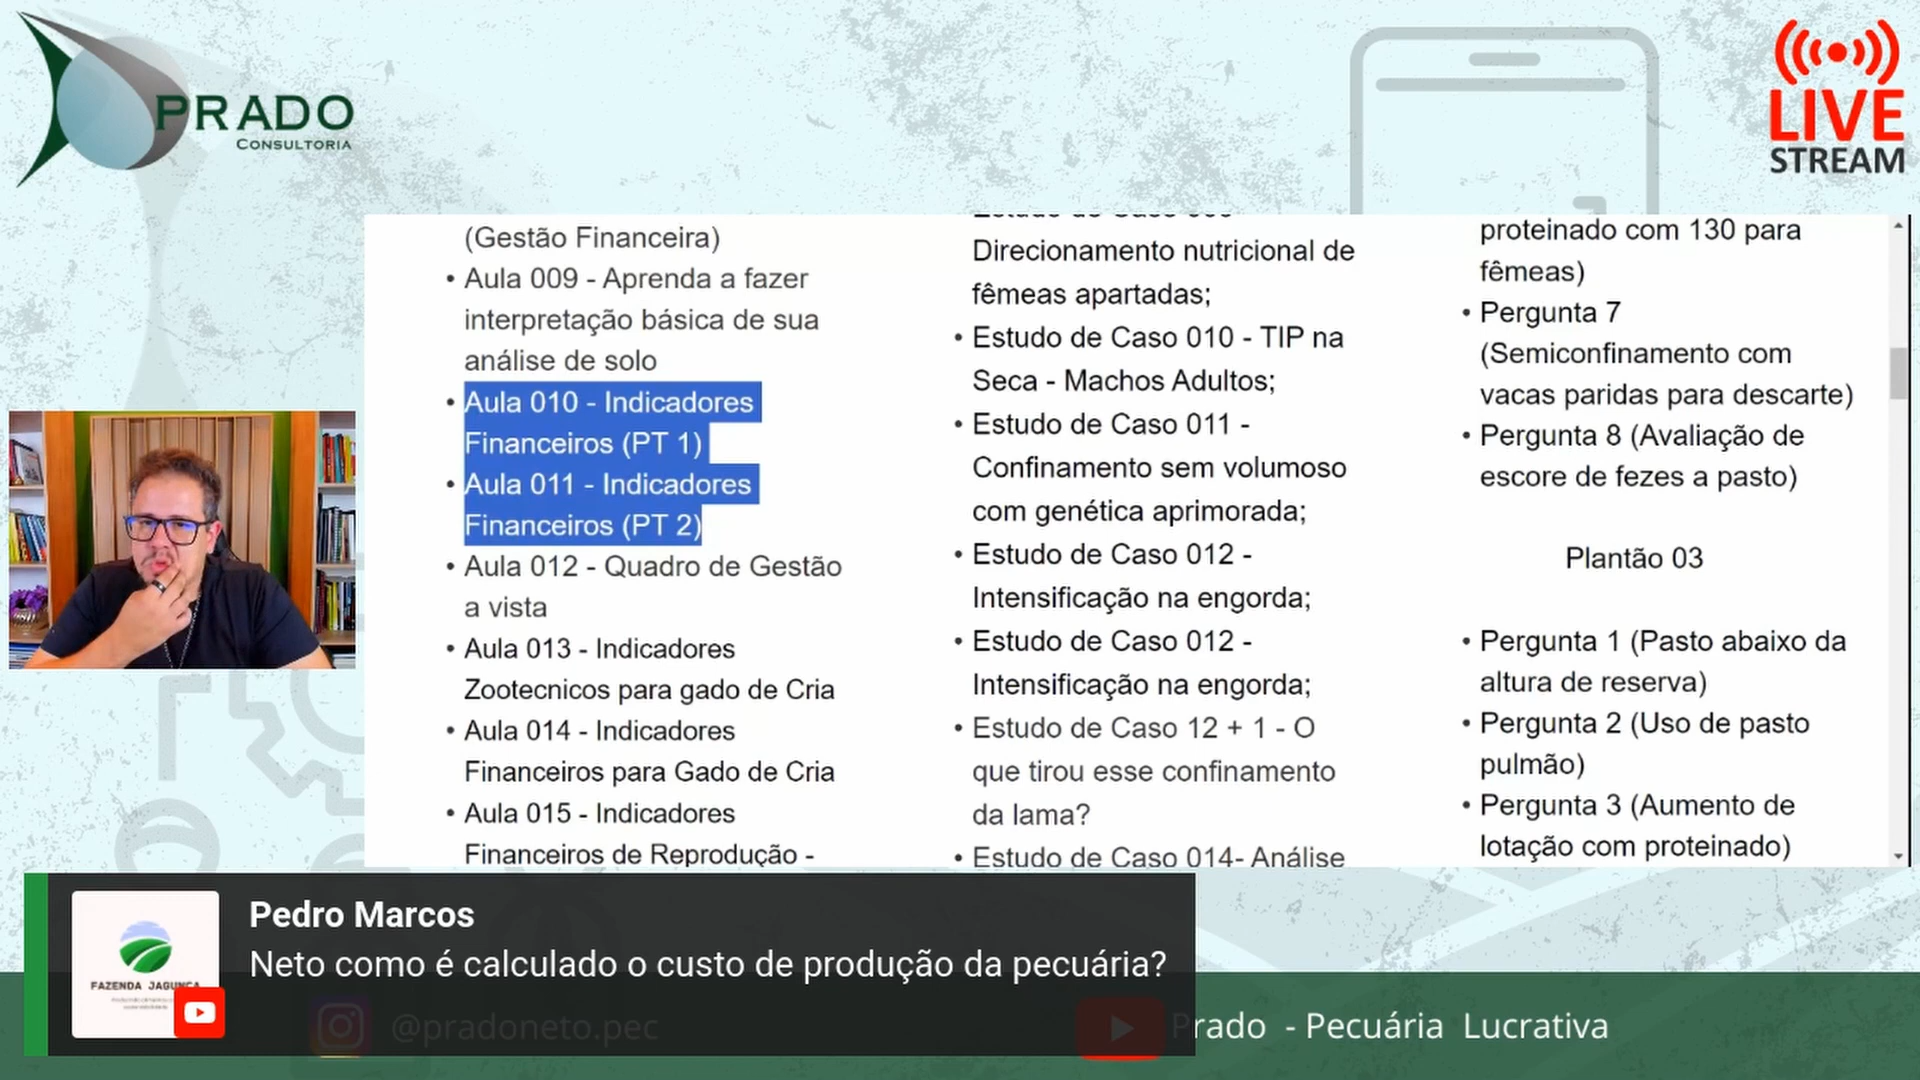 PRADO
CONSULTORIA
LIVE
STREAM
(Gestão Financeira)
• Aula 009 - Aprenda a fazer
interpretação básica de sua
análise de solo
• Aula 010 - Indicadores
Financeiros (PT 1)
• Aula 011 - Indicadores
Financeiros (PT 2)
• Aula 012 - Quadro de Gestão
a vista
• Aula 013 - Indicadores
Zootecnicos para gado de Cria
• Aula 014 - Indicadores
Financeiros para Gado de Cria
• Aula 015 - Indicadores
Financeiros de Reprodução -
Direcionamento nutricional de
fêmeas apartadas;
• Estudo de Caso 010 - TIP na
Seca - Machos Adultos;
• Estudo de Caso 011 -
Confinamento sem volumoso
com genética aprimorada;
• Estudo de Caso 012 -
Intensificação na engorda;
• Estudo de Caso 012 -
Intensificação na engorda;
• Estudo de Caso 12 + 1 - O
que tirou esse confinamento
da lama?
• Estudo de Caso 014- Análise
proteinado com 130 para
fêmeas)
• Pergunta 7
(Semiconfinamento com
vacas paridas para descarte)
• Pergunta 8 (Avaliação de
escore de fezes a pasto)
Plantão 03
• Pergunta 1 (Pasto abaixo da
altura de reserva)
• Pergunta 2 (Uso de pasto
pulmão)
• Pergunta 3 (Aumento de
lotação com proteinado)
FAZENDA JAGUNÇA
Pedro Marcos
Neto como é calculado o custo de produção da pecuária?
@pradoneto.pec
Prado - Pecuária Lucrativa